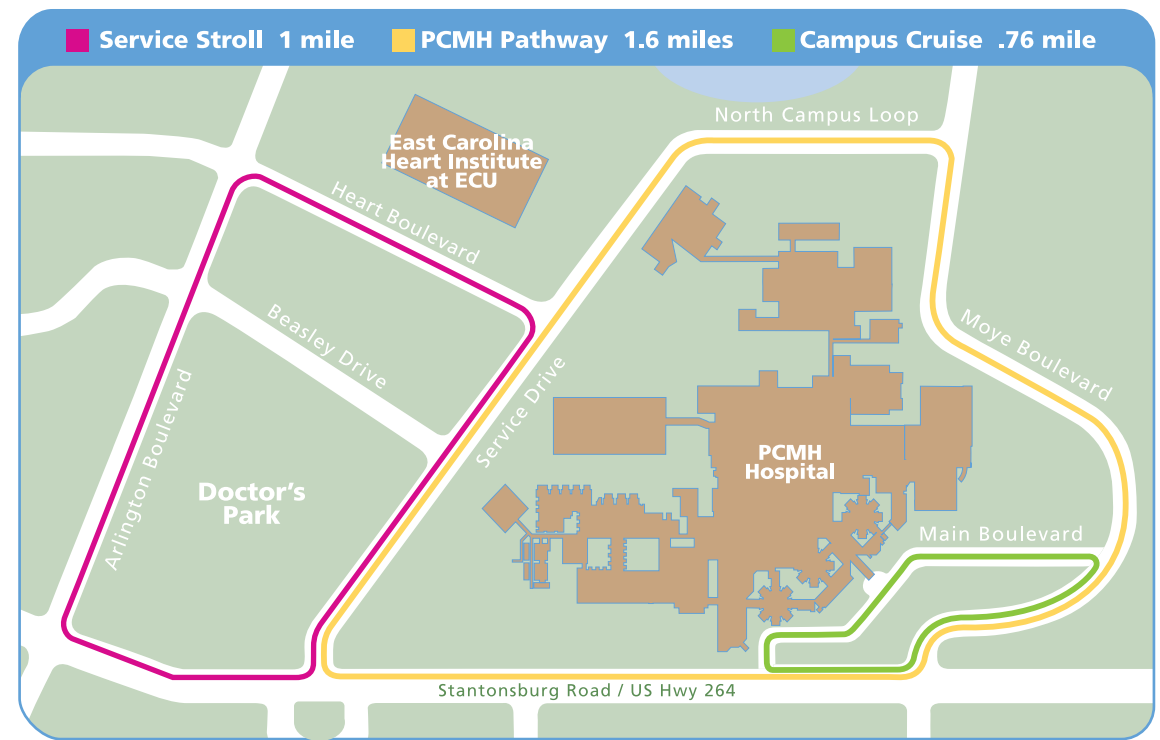 Service Stroll 1 mile
PCMH Pathway 1.6 miles
Campus Cruise .76 mile
North Campus Loop
East Carolina
Heart Institute
at ECU
Heart Boulevard
Beasley Drive
Moye Boulevard
Service Drive
Arlington Boulevard
PCMH
Hospital
Doctor's
Park
Main Boulevard
Stantonsburg Road / US Hwy 264